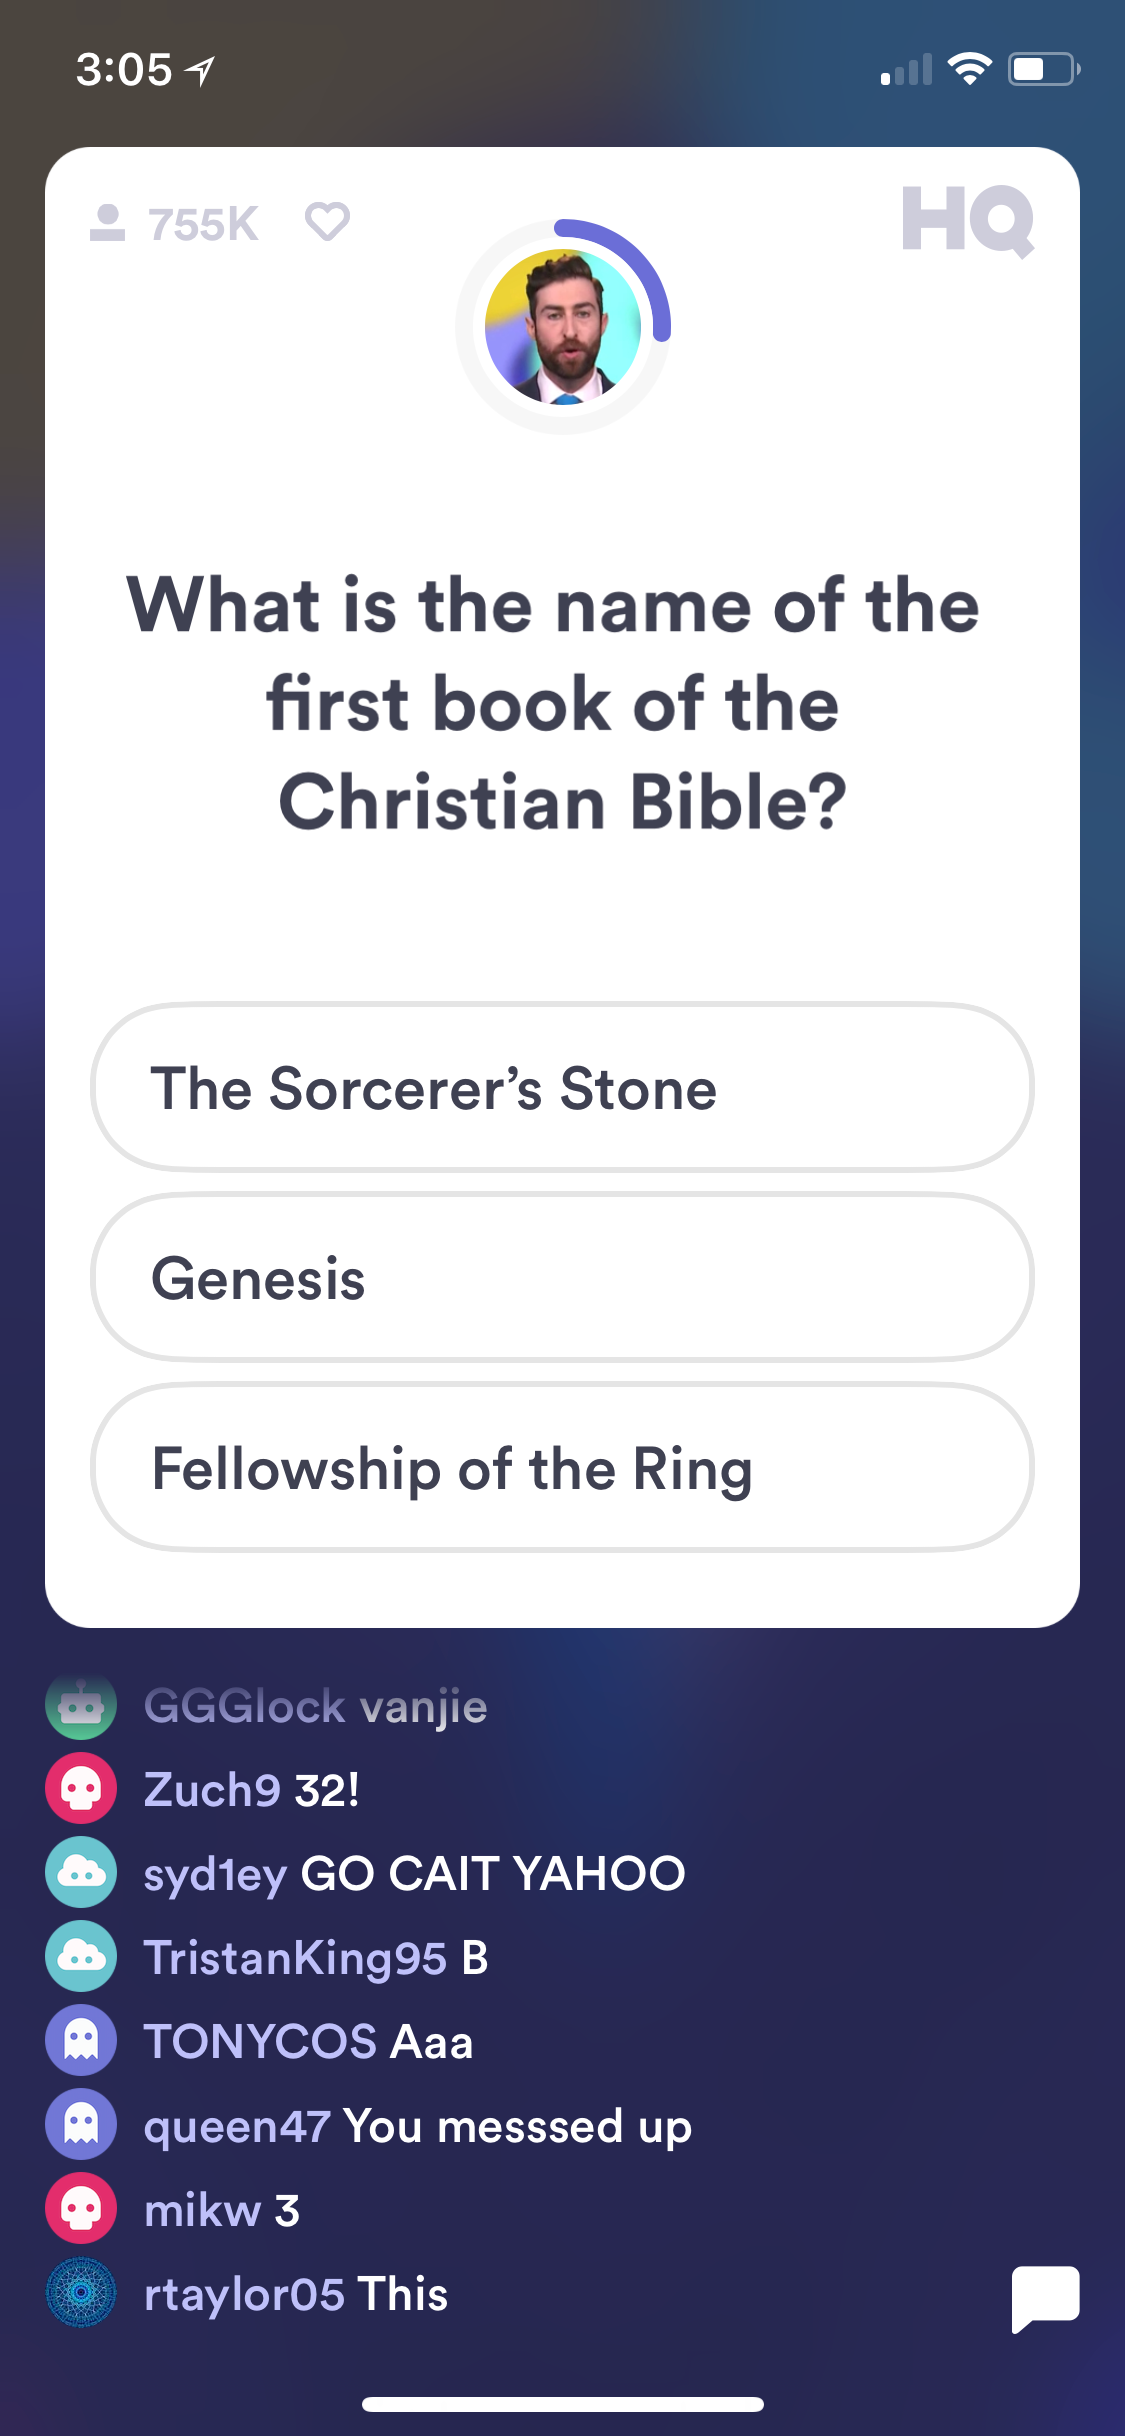 3:05
755K
HQ
What is the name of the
first book of the
Christian Bible?
The Sorcerer’s Stone
Genesis
Fellowship of the Ring
GGGlock vanjie
Zuch9 32!
syd1ey GO CAIT YAHOO
TristanKing95 B
TONYCOS Aaa
queen47 You messsed up
mikw 3
rtaylor05 This